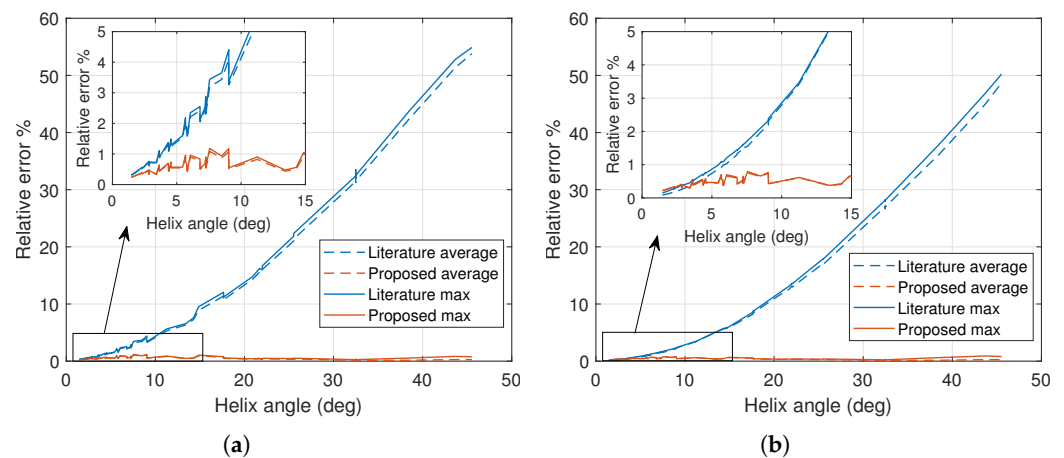 60
50
40
30
20
10
0
0 10 20 30 40 50
Relative error %
Helix angle (deg)
5
4
3
2
1
0
0 5 10 15
Relative error %
Helix angle (deg)
Literature average
Proposed average
Literature max
Proposed max
(a)
60
50
40
30
20
10
0
0 10 20 30 40 50
Relative error %
Helix angle (deg)
5
4
3
2
1
0
0 5 10 15
Relative error %
Helix angle (deg)
Literature average
Proposed average
Literature max
Proposed max
(b)